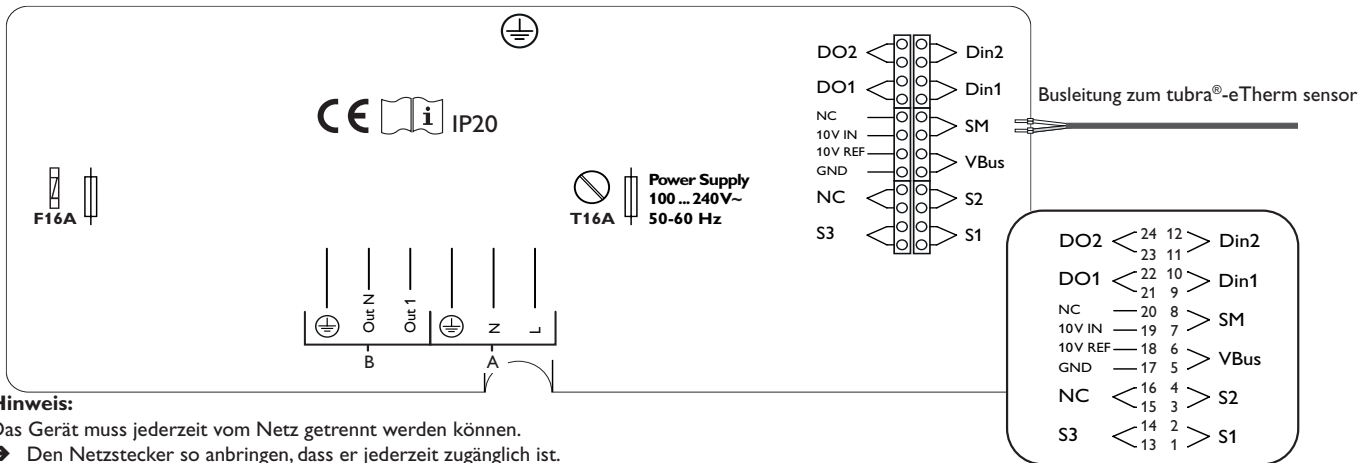 DO2 Din2
DO1 Din1
Busleitung zum tubra®-eTherm sensor
NC SM
10V IN
10V REF VBus
GND
NC S2
S3 S1
CE i IP20
F16A
T16A
Power Supply
100 ... 240V~
50-60 Hz
Out N
Out 1
N
L
B
A
DO2 24 12 Din2
23 11
DO1 22 10 Din1
21 9
NC 20 8 SM
10V IN 19 7
10V REF 18 6 VBus
GND 17 5
NC 16 4 S2
15 3
S3 14 2 S1
13 1
Hinweis:
Das Gerät muss jederzeit vom Netz getrennt werden können.
➔ Den Netzstecker so anbringen, dass er jederzeit zugänglich ist.